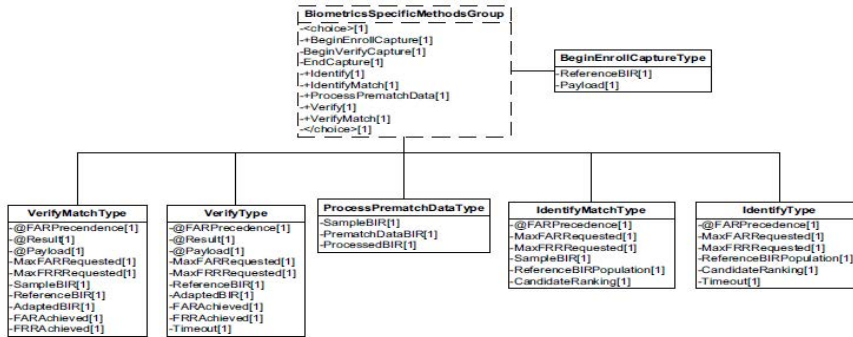 BiometricsSpecificMethodsGroup
-<choice>[1]
-+BeginEnrollCapture[1]
-BeginVerifyCapture[1]
-EndCapture[1]
-+Identify[1]
-+IdentifyMatch[1]
-+ProcessPrematchData[1]
-+Verify[1]
-+VerifyMatch[1]
-</choice>[1]
BeginEnrollCaptureType
-ReferenceBIR[1]
-Payload[1]
VerifyMatchType
-@FARPrecendence[1]
-@Result[1]
-@Payload[1]
-MaxFARRequested[1]
-MaxFRRRequested[1]
-SampleBIR[1]
-ReferenceBIR[1]
-AdaptedBIR[1]
-FARAchieved[1]
-FRRAchieved[1]
VerifyType
-@FARPrecedence[1]
-@Result[1]
-@Payload[1]
-MaxFARRequested[1]
-MaxFRRRequested[1]
-ReferenceBIR[1]
-AdaptedBIR[1]
-FARAchieved[1]
-FRRAchieved[1]
-Timeout[1]
ProcessPrematchDataType
-SampleBIR[1]
-PrematchDataBIR[1]
-ProcessedBIR[1]
IdentifyMatchType
-@FARPrecedence[1]
-MaxFARRequested[1]
-MaxFRRRequested[1]
-SampleBIR[1]
-ReferenceBIRPopulation[1]
-CandidateRanking[1]
IdentifyType
-@FARPrecedence[1]
-MaxFARRequested[1]
-MaxFRRRequested[1]
-ReferenceBIRPopulation[1]
-CandidateRanking[1]
-Timeout[1]